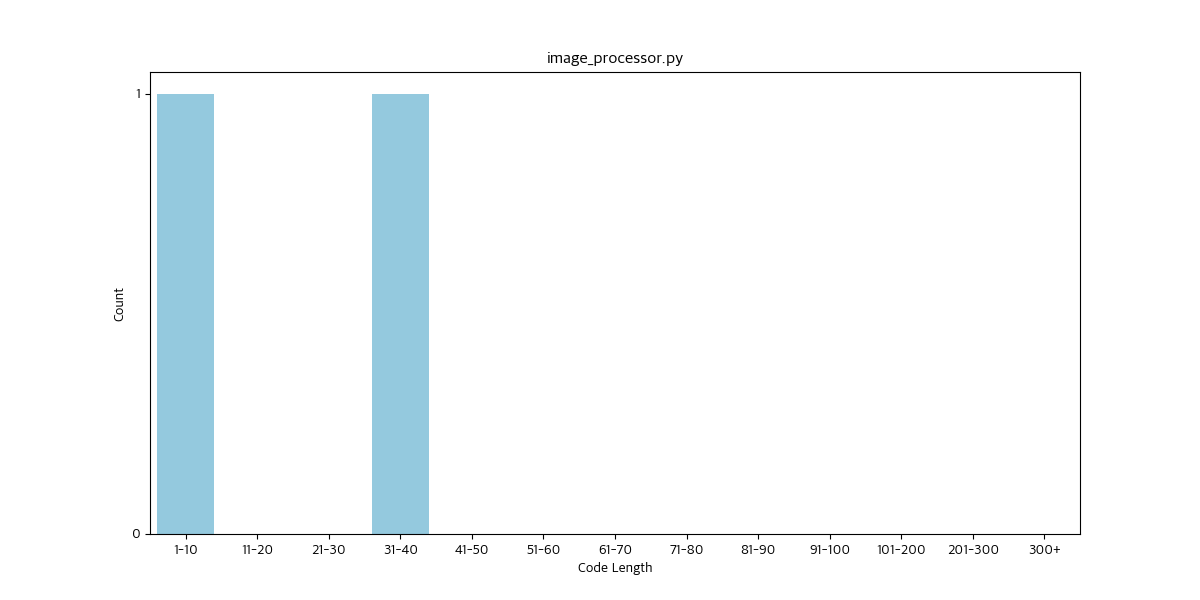 image_processor.py
1
Count
0
1-10 11-20 21-30 31-40 41-50 51-60 61-70 71-80 81-90 91-100 101-200 201-300 300+
Code Length